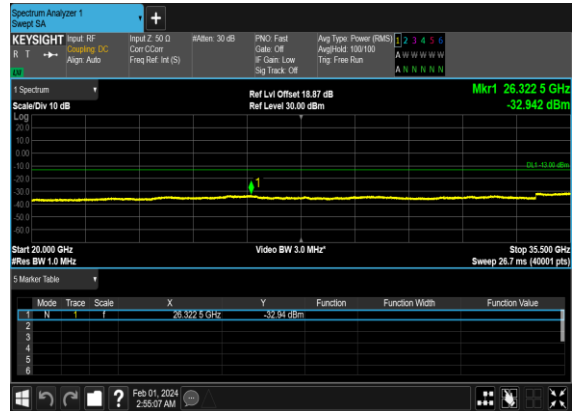 Spectrum Analyzer 1
Swept SA
KEYSIGHT Input: RF Input Z: 50 Ω #Atten: 30 dB PNO: Fast Avg Type: Power (RMS) 1 2 3 4 5 6
R T Coupling: DC Corr CCorr Gate: Off Avg|Hold: 100/100 A W W W W W
Align: Auto Freq Ref: Int (S) IF Gain: Low Trig: Free Run
LW Sig Track: Off A N N N N N
1 Spectrum Ref Lvl Offset 18.87 dB Mkr1 26.322 5 GHz
Scale/Div 10 dB Ref Level 30.00 dBm -32.942 dBm
Log
20.0
10.0
0.00
-10.0 DL1 -13.00 dBm
-20.0 1
-30.0
-40.0
-50.0
-60.0
Start 20.000 GHz Video BW 3.0 MHz* Stop 35.500 GHz
#Res BW 1.0 MHz Sweep 26.7 ms (40001 pts)
5 Marker Table
Mode Trace Scale X Y Function Function Width Function Value
1 N 1 f 26.322 5 GHz -32.94 dBm
2
3
4
5
6
? Feb 01, 2024
2:55:07 AM